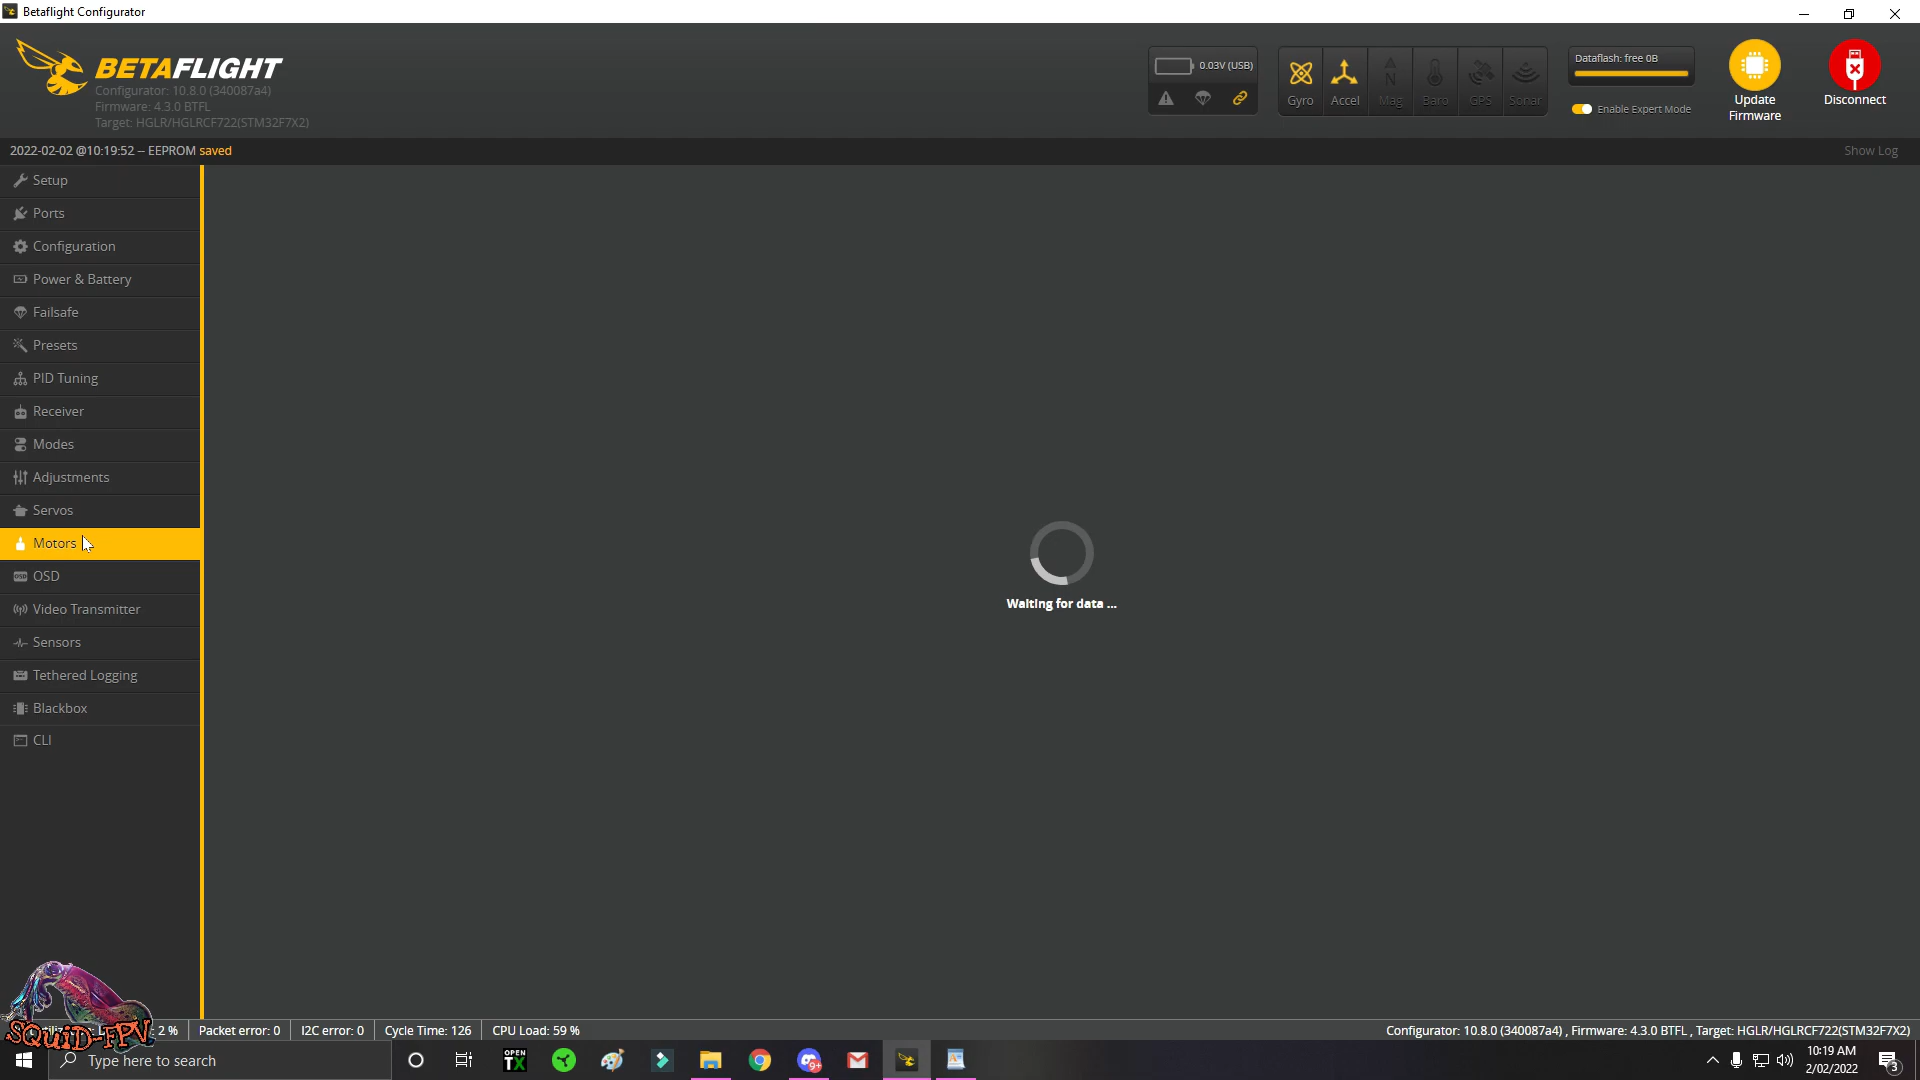 Betaflight Configurator
BETAFLIGHT
Configurator: 10.8.0 (340087a4)
Firmware: 4.3.0 BTFL
Target: HGLR/HGLRCF722(STM32F7X2)
0.03V (USB)
Gyro
Accel
Mag
Baro
GPS
Sonar
Dataflash: free 0B
Enable Expert Mode
Update
Firmware
Disconnect
2022-02-02 @10:19:52 -- EEPROM saved
Show Log
Setup
Ports
Configuration
Power & Battery
Failsafe
Presets
PID Tuning
Receiver
Modes
Adjustments
Servos
Motors
OSD
Video Transmitter
Sensors
Tethered Logging
Blackbox
CLI
Waiting for data ...
SQUID-FPV
2 %
Packet error: 0
I2C error: 0
Cycle Time: 126
CPU Load: 59 %
Configurator: 10.8.0 (340087a4) , Firmware: 4.3.0 BTFL , Target: HGLR/HGLRCF722(STM32F7X2)
Type here to search
OPEN
TX
9+
10:19 AM
2/02/2022
3